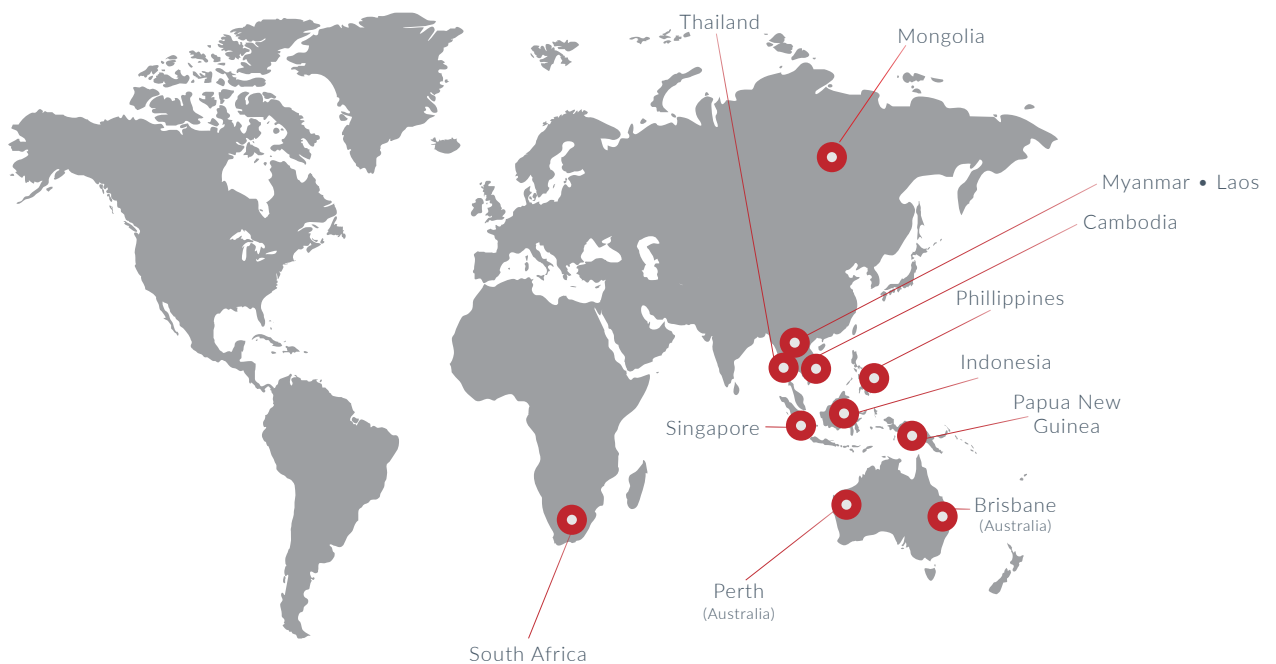 Thailand
Mongolia
Myanmar • Laos
Cambodia
Phillippines
Indonesia
Papua New
Guinea
Singapore
Brisbane
(Australia)
Perth
(Australia)
South Africa